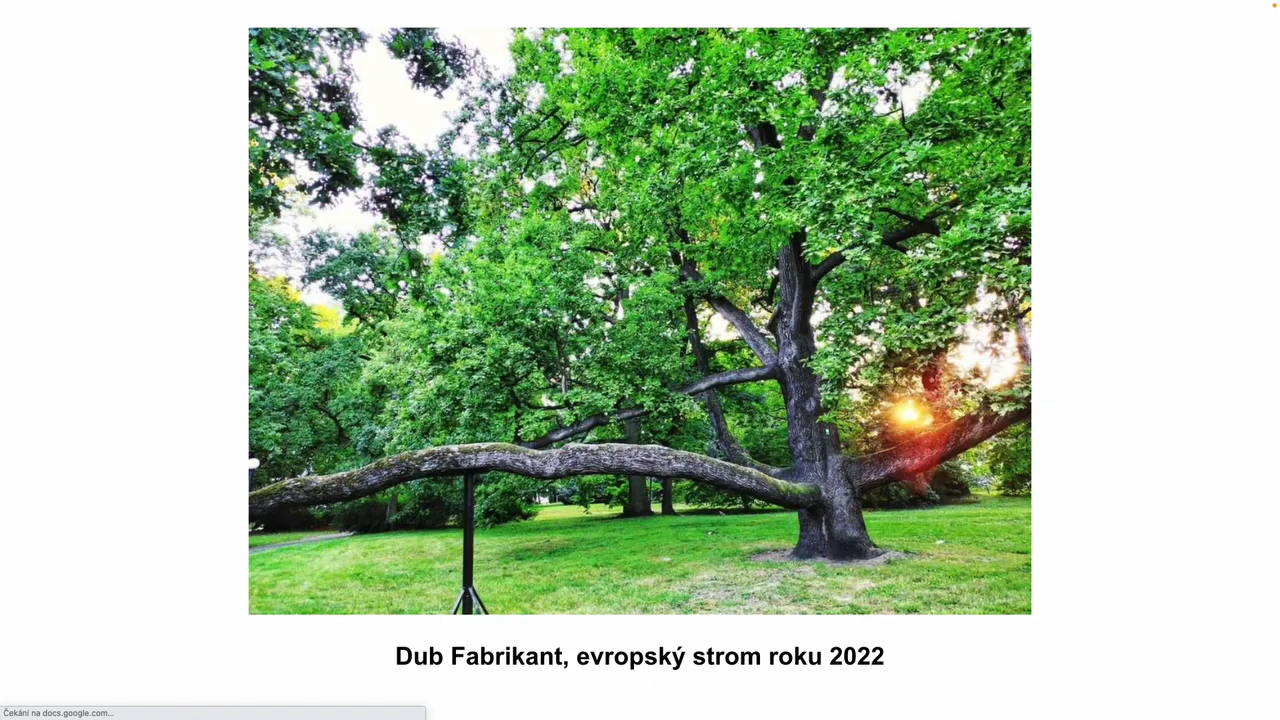 Dub Fabrikant, evropský strom roku 2022
Čekání na docs.google.com...